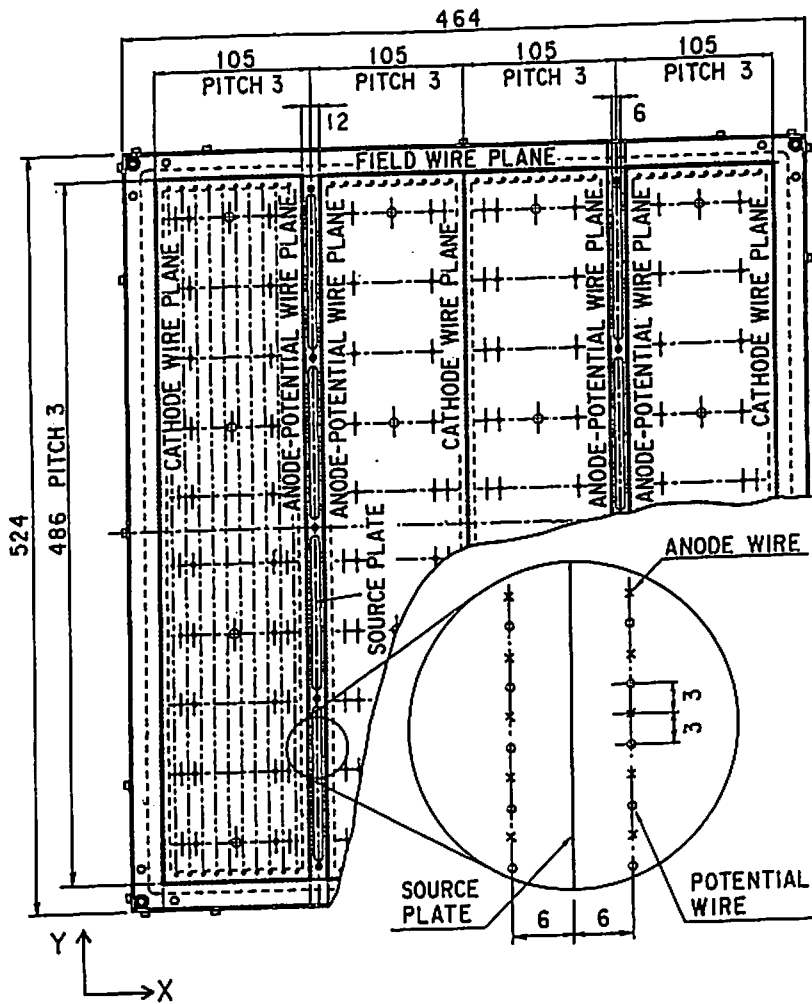 464
105
PITCH 3
105
PITCH 3
105
PITCH 3
105
PITCH 3
12
6
FIELD WIRE PLANE
CATHODE WIRE PLANE
ANODE-POTENTIAL WIRE PLANE
ANODE-POTENTIAL WIRE PLANE
CATHODE WIRE PLANE
ANODE-POTENTIAL WIRE PLANE
ANODE-POTENTIAL WIRE PLANE
CATHODE WIRE PLANE
524
486 PITCH 3
SOURCE PLATE
ANODE WIRE
3
3
SOURCE
PLATE
6
6
POTENTIAL
WIRE
Y
X